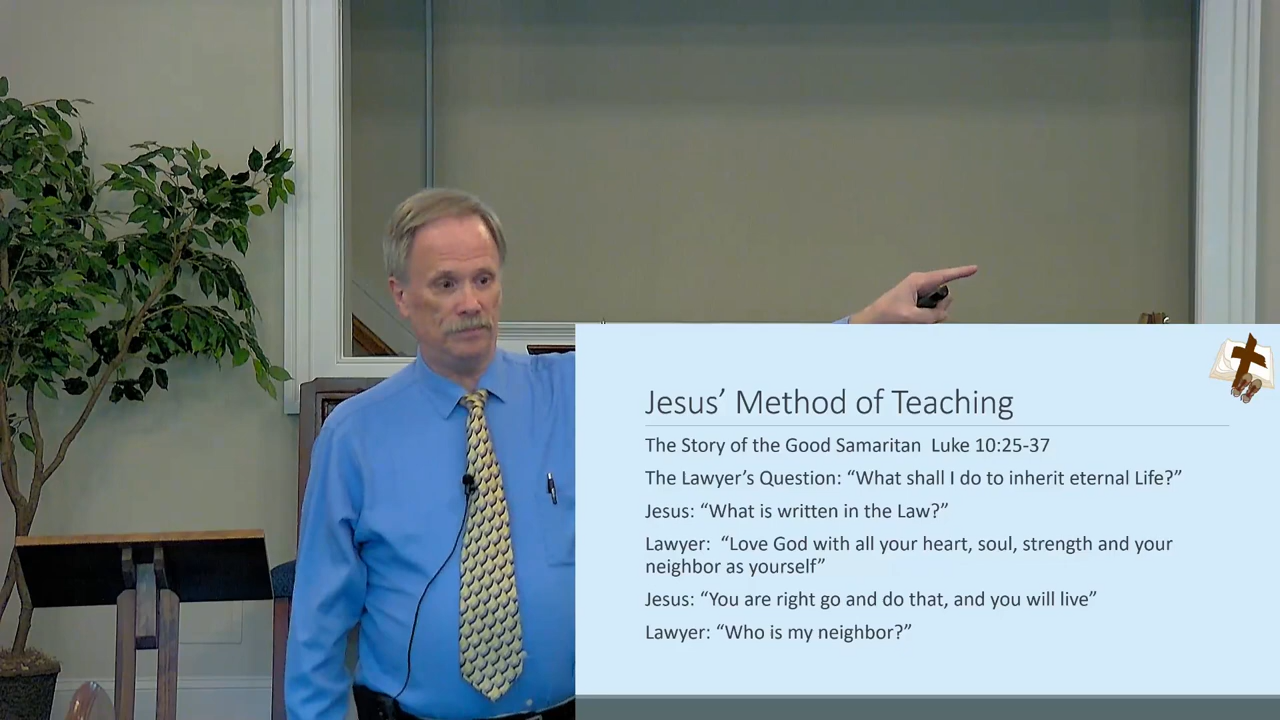 Jesus’ Method of Teaching
The Story of the Good Samaritan  Luke 10:25-37
The Lawyer’s Question: “What shall I do to inherit eternal Life?”
Jesus: “What is written in the Law?”
Lawyer:  “Love God with all your heart, soul, strength and your
neighbor as yourself”
Jesus: “You are right go and do that, and you will live”
Lawyer: “Who is my neighbor?”